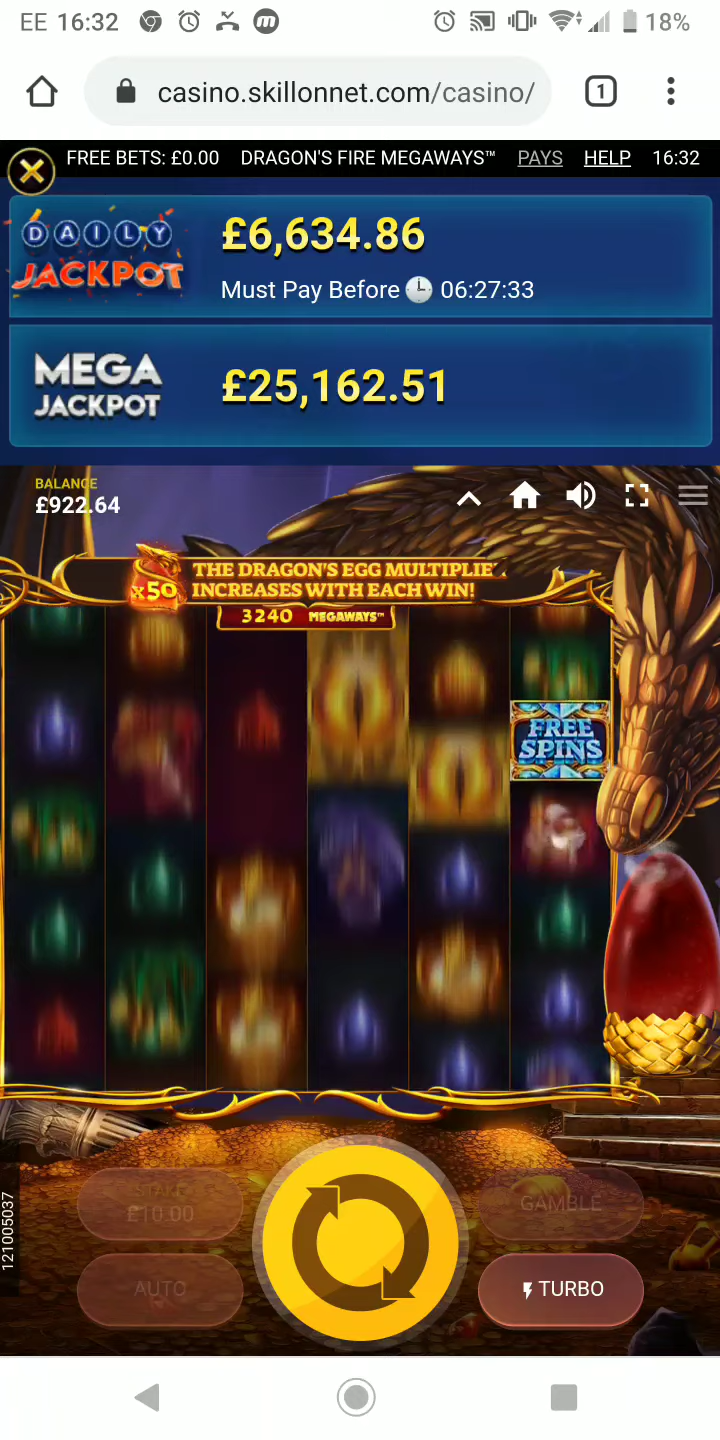 EE 16:32 18%
casino.skillonnet.com/casino/ 1
FREE BETS: £0.00 DRAGON'S FIRE MEGAWAYS™ PAYS HELP 16:32
DAILY
JACKPOT
£6,634.86
Must Pay Before 06:27:33
MEGA
JACKPOT
£25,162.51
BALANCE
£922.64
x50
THE DRAGON'S EGG MULTIPLIE
INCREASES WITH EACH WIN!
3240 MEGAWAYS™
FREE
SPINS
STAKE
£10.00
GAMBLE
AUTO
TURBO
121005037